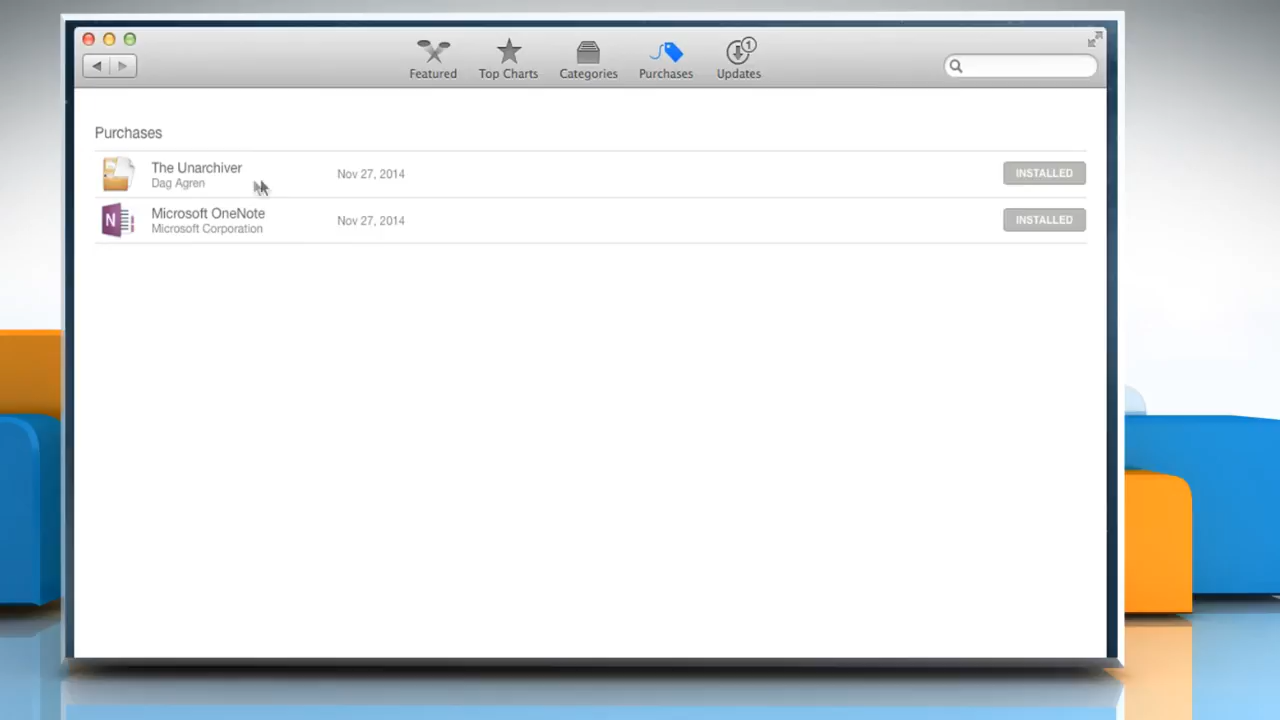 1
Featured
Top Charts
Categories
Purchases
Updates
Purchases
The Unarchiver
Dag Agren
Nov 27, 2014
INSTALLED
N
Microsoft OneNote
Microsoft Corporation
Nov 27, 2014
INSTALLED